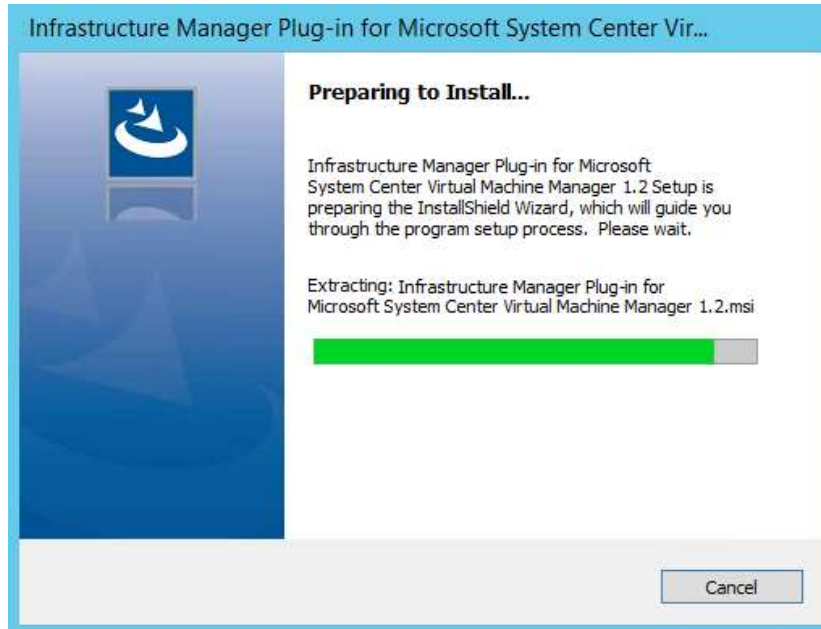 Infrastructure Manager Plug-in for Microsoft System Center Vir...
Preparing to Install...
Infrastructure Manager Plug-in for Microsoft
System Center Virtual Machine Manager 1.2 Setup is
preparing the InstallShield Wizard, which will guide you
through the program setup process.  Please wait.
Extracting: Infrastructure Manager Plug-in for
Microsoft System Center Virtual Machine Manager 1.2.msi
Cancel